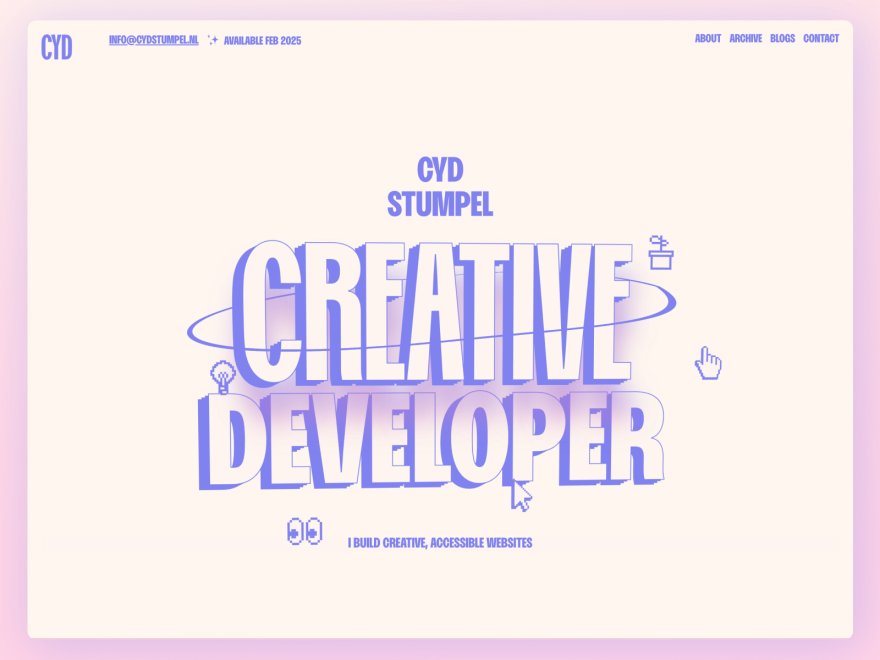 CYD
INFO@CYDSTUMPEL.NL AVAILABLE FEB 2025
ABOUT ARCHIVE BLOGS CONTACT
CYD
STUMPEL
CREATIVE
DEVELOPER
I BUILD CREATIVE, ACCESSIBLE WEBSITES